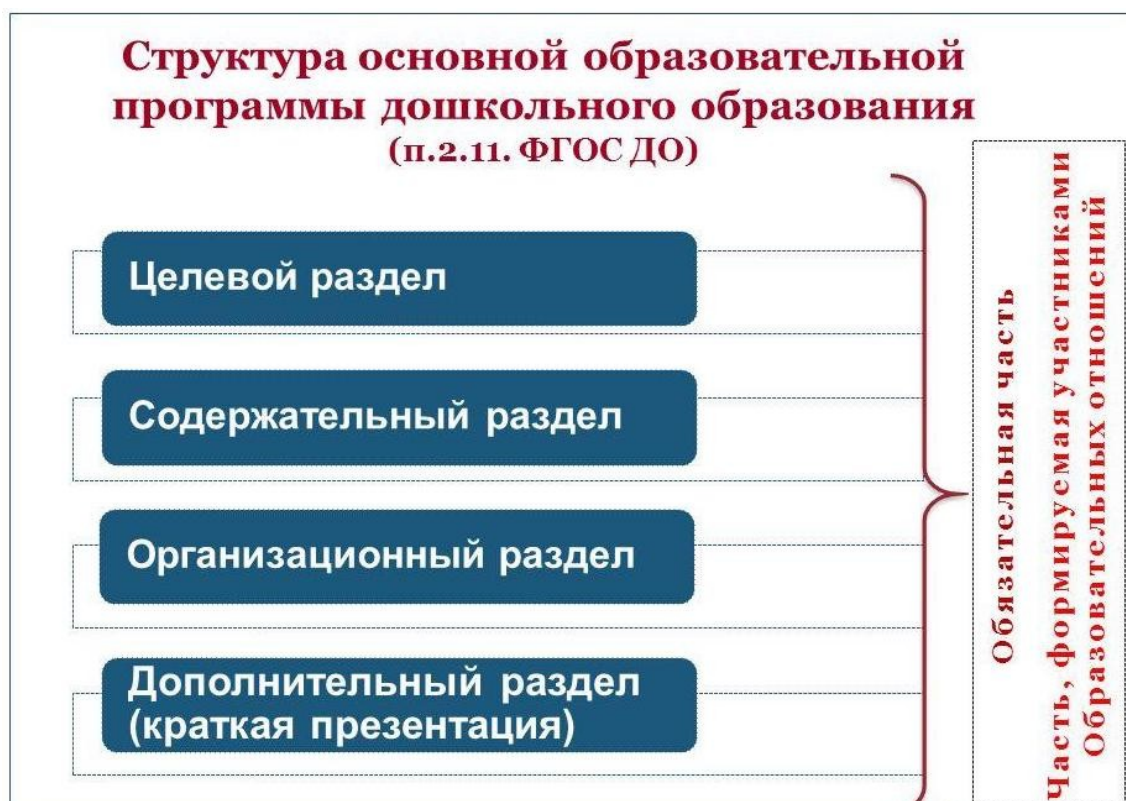 Структура основной образовательной
программы дошкольного образования
(п.2.11. ФГОС ДО)
Целевой раздел
Содержательный раздел
Организационный раздел
Дополнительный раздел
(краткая презентация)
Обязательная часть
Часть, формируемая участниками
Образовательных отношений